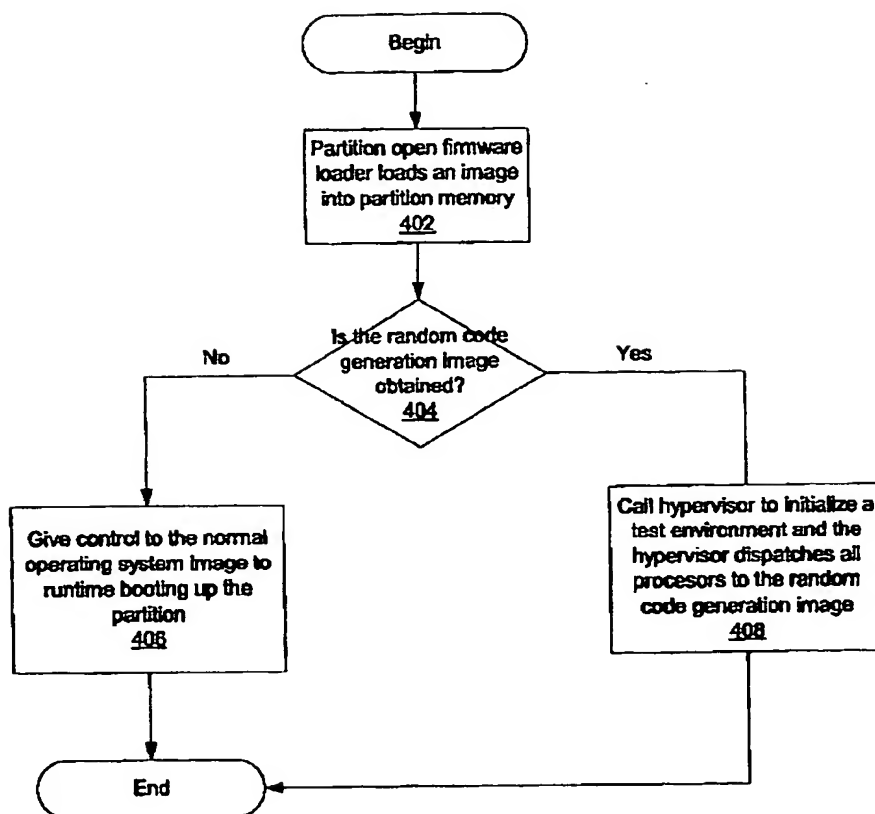 Begin
Partition open firmware
loader loads an image
into partition memory
402
Is the random code
generation image
obtained?
404
No
Yes
Give control to the normal
operating system image to
runtime booting up the
partition
406
Call hypervisor to initialize a
test environment and the
hypervisor dispatches all
procesors to the random
code generation image
408
End